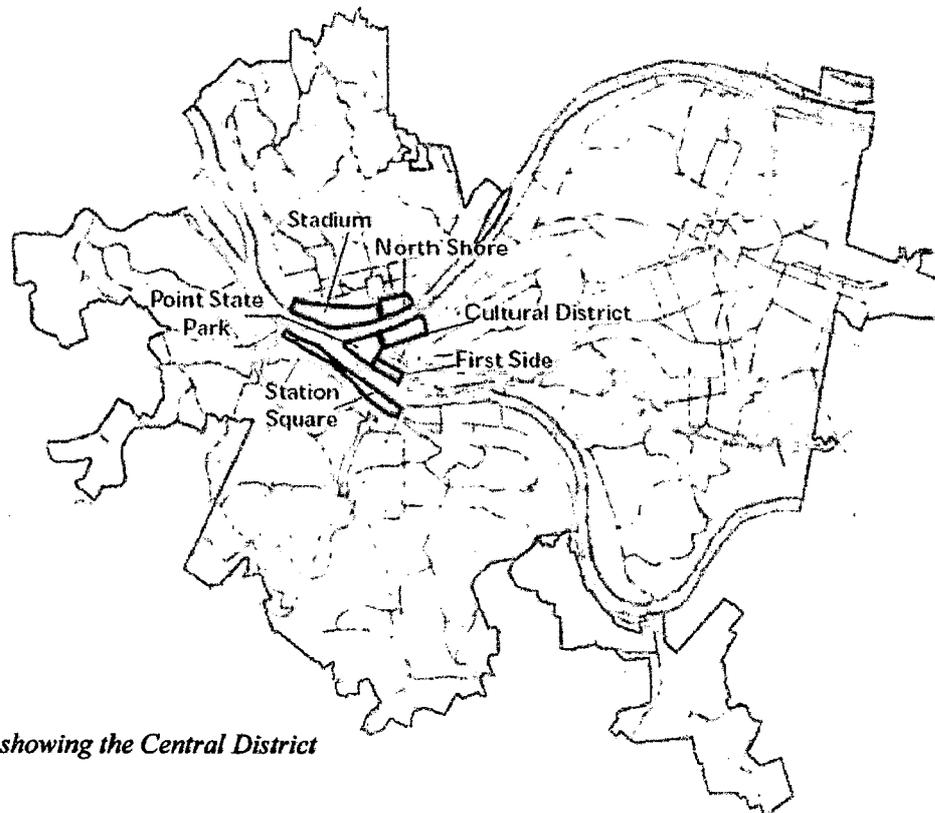 Stadium
North Shore
Point State
Park
Cultural District
First Side
Station
Square
showing the Central District